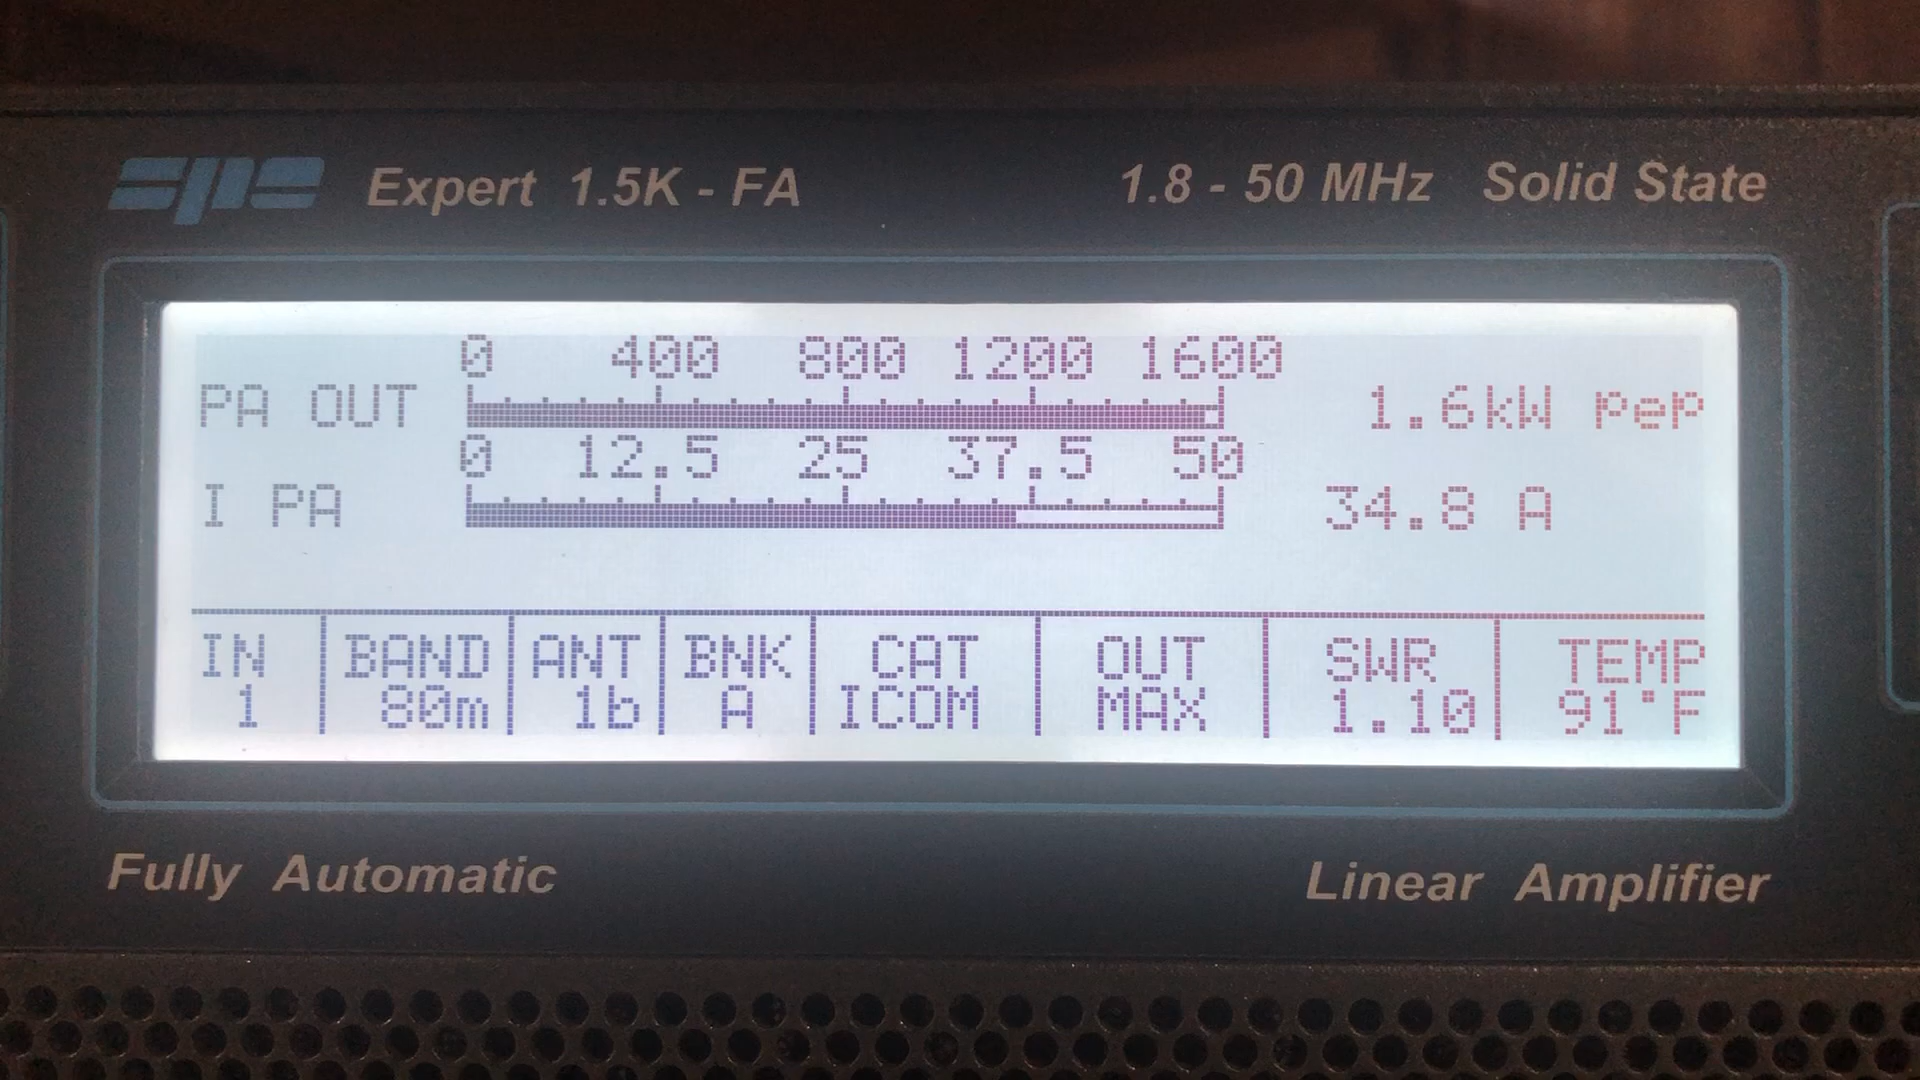 spe Expert 1.5K - FA 1.8 - 50 MHz Solid State
0 400 800 1200 1600
PA OUT 1.6kW pep
0 12.5 25 37.5 50
I PA 34.8 A
IN BAND ANT BNK CAT OUT SWR TEMP
1 80m 1b A ICOM MAX 1.10 91°F
Fully Automatic Linear Amplifier